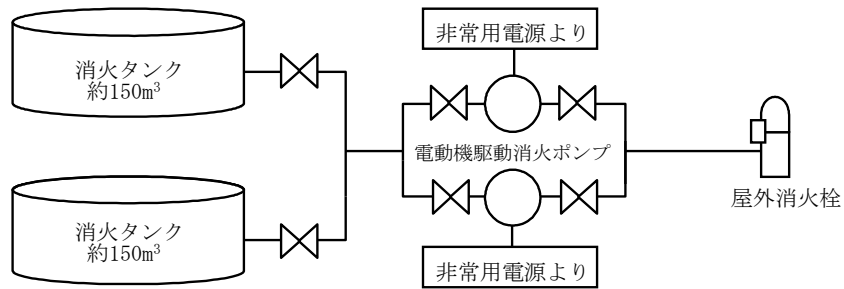 非常用電源より
消火タンク
約150m³
電動機駆動消火ポンプ
屋外消火栓
消火タンク
約150m³
非常用電源より